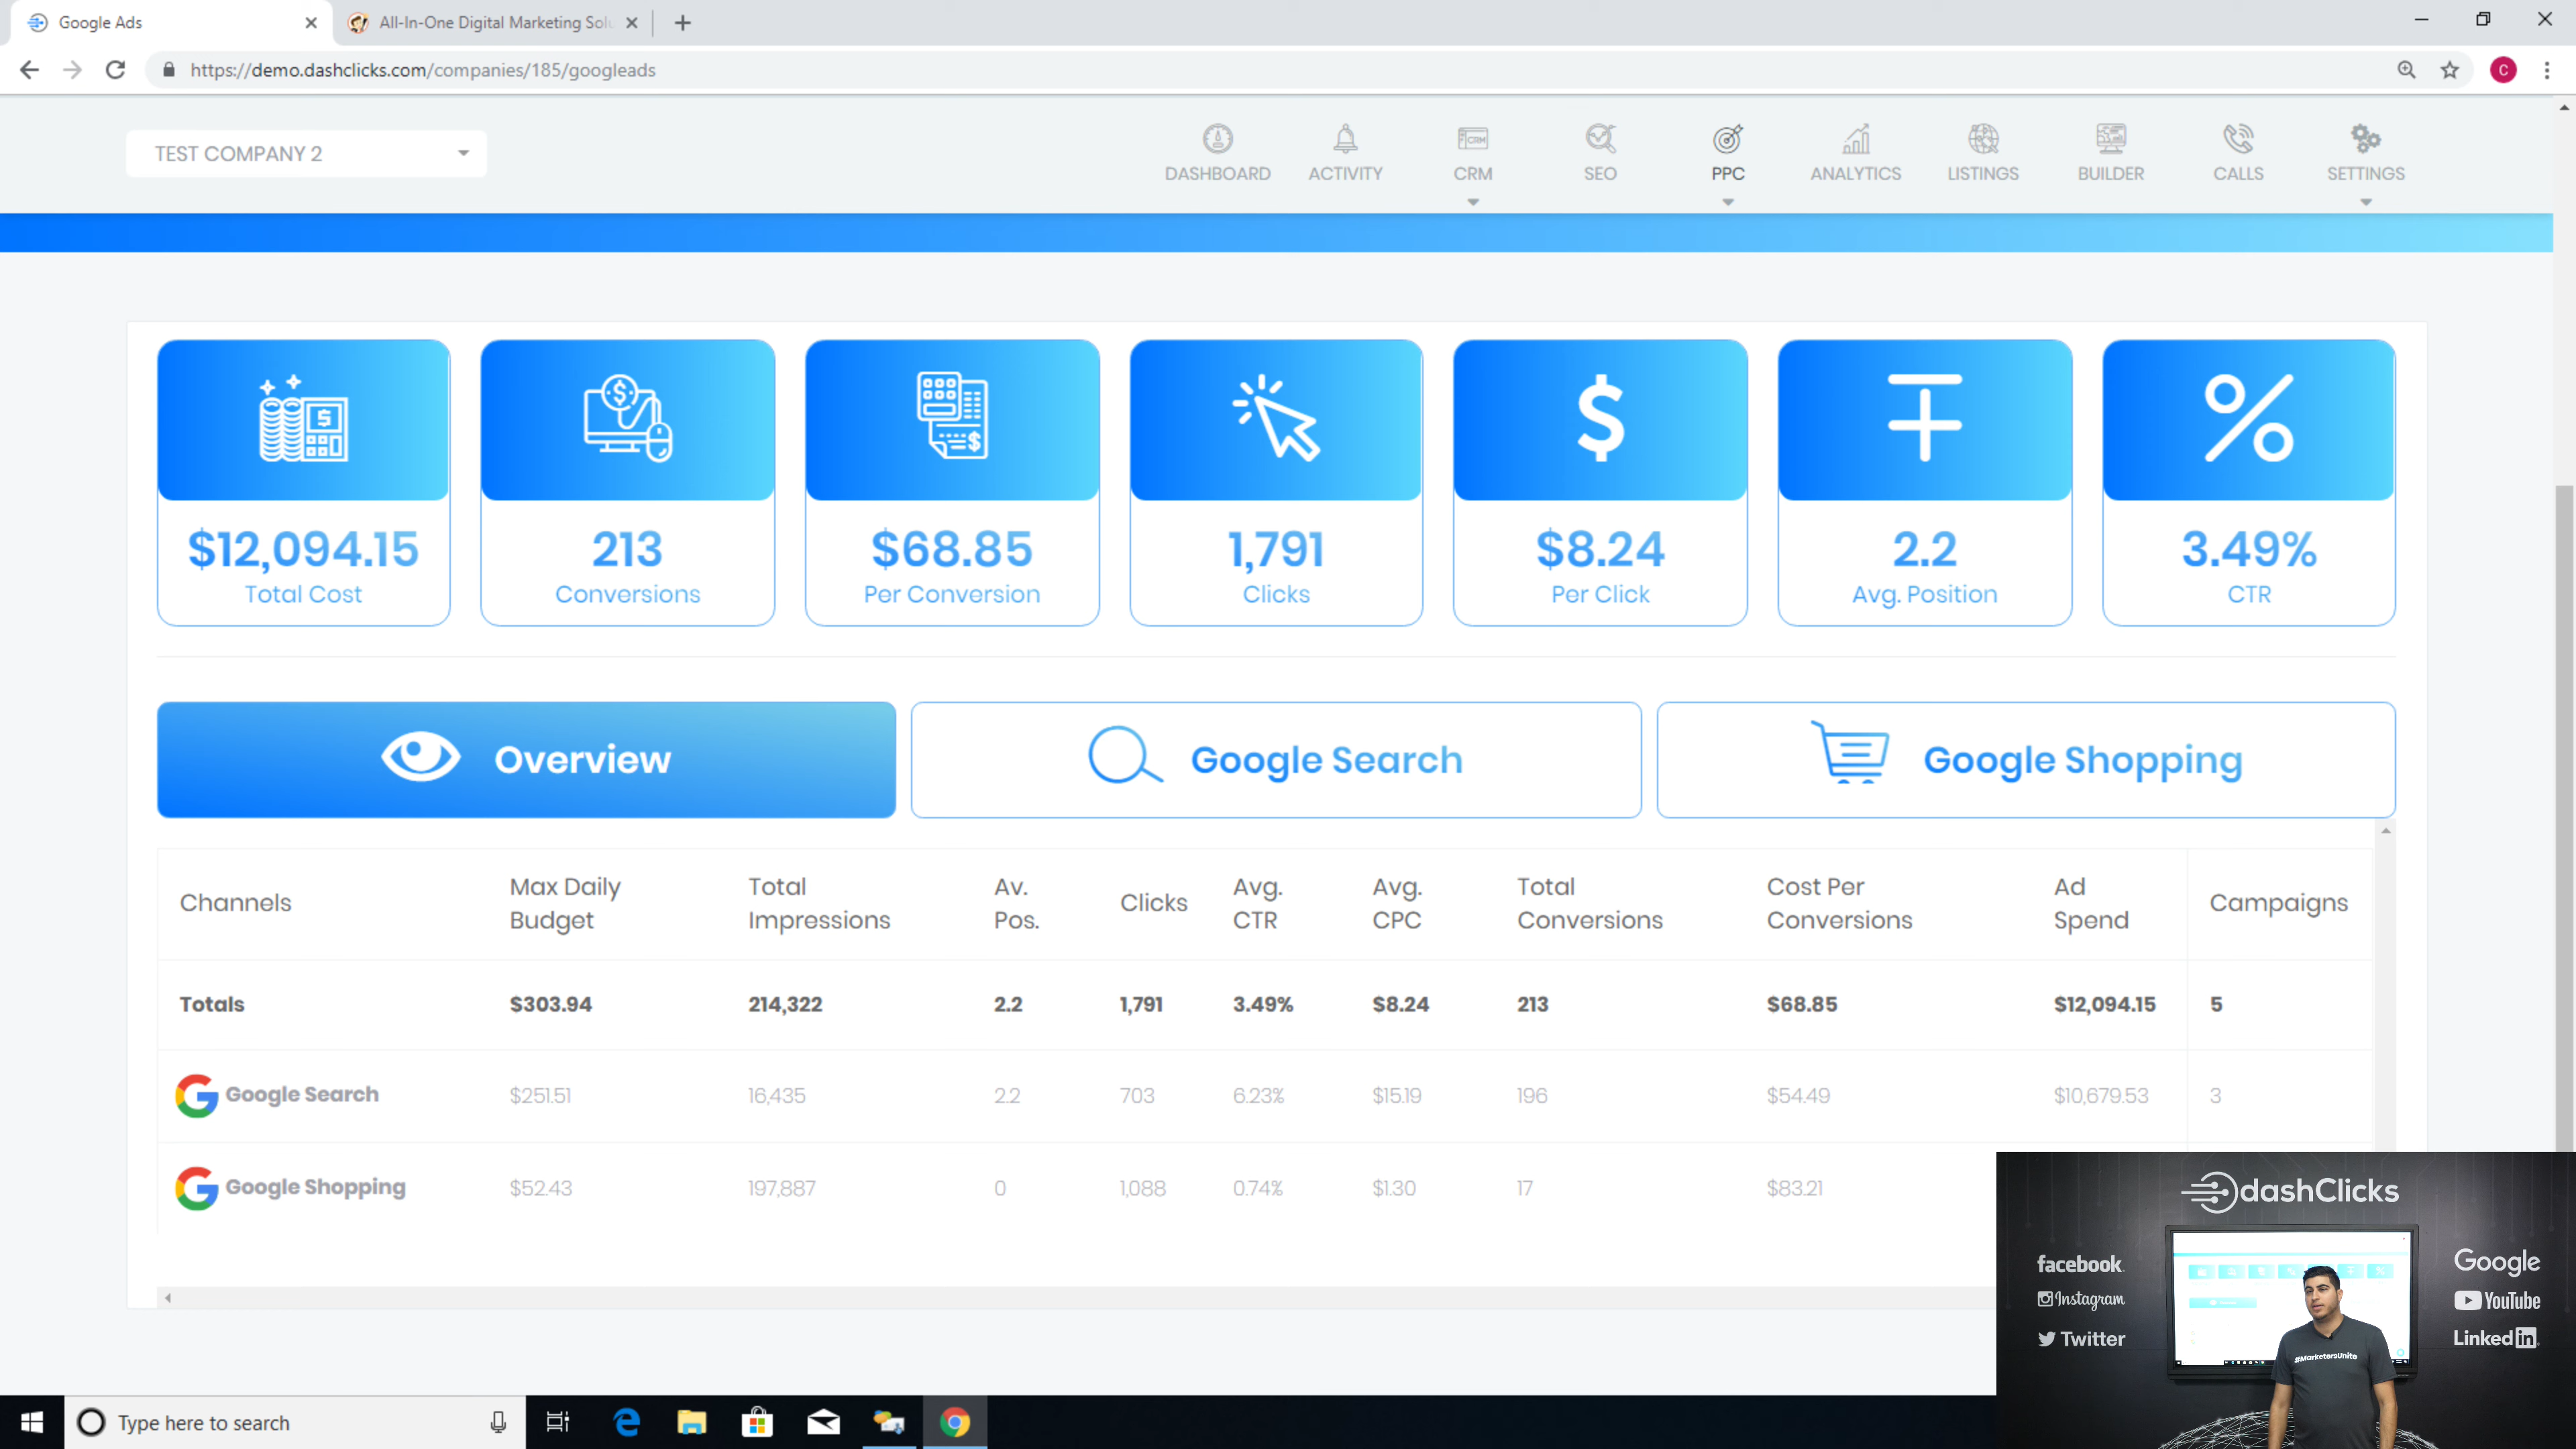 Google Ads
All-In-One Digital Marketing Solu
https://demo.dashclicks.com/companies/185/googleads
C
TEST COMPANY 2
DASHBOARD
ACTIVITY
CRM
CRM
SEO
PPC
ANALYTICS
LISTINGS
BUILDER
CALLS
SETTINGS
$12,094.15
Total Cost
213
Conversions
$68.85
Per Conversion
1,791
Clicks
$8.24
Per Click
2.2
Avg. Position
3.49%
CTR
Overview
Google Search
Google Shopping
Channels
Max Daily Budget
Total Impressions
Av. Pos.
Clicks
Avg. CTR
Avg. CPC
Total Conversions
Cost Per Conversions
Ad Spend
Campaigns
Totals $303.94 214,322 2.2 1,791 3.49% $8.24 213 $68.85 $12,094.15 5
Google Search $251.51 16,435 2.2 703 6.23% $15.19 196 $54.49 $10,679.53 3
Google Shopping $52.43 197,887 0 1,088 0.74% $1.30 17 $83.21
dashClicks
facebook
Instagram
Twitter
Google
YouTube
Linked in
#MarketersUnite
Type here to search